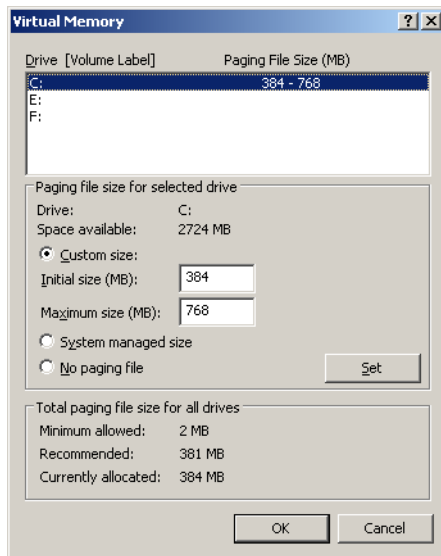 Virtual Memory
Drive [Volume Label] Paging File Size (MB)
C: 384 - 768
E:
F:
Paging file size for selected drive
Drive: C:
Space available: 2724 MB
Custom size:
Initial size (MB): 384
Maximum size (MB): 768
System managed size
No paging file Set
Total paging file size for all drives
Minimum allowed: 2 MB
Recommended: 381 MB
Currently allocated: 384 MB
OK Cancel